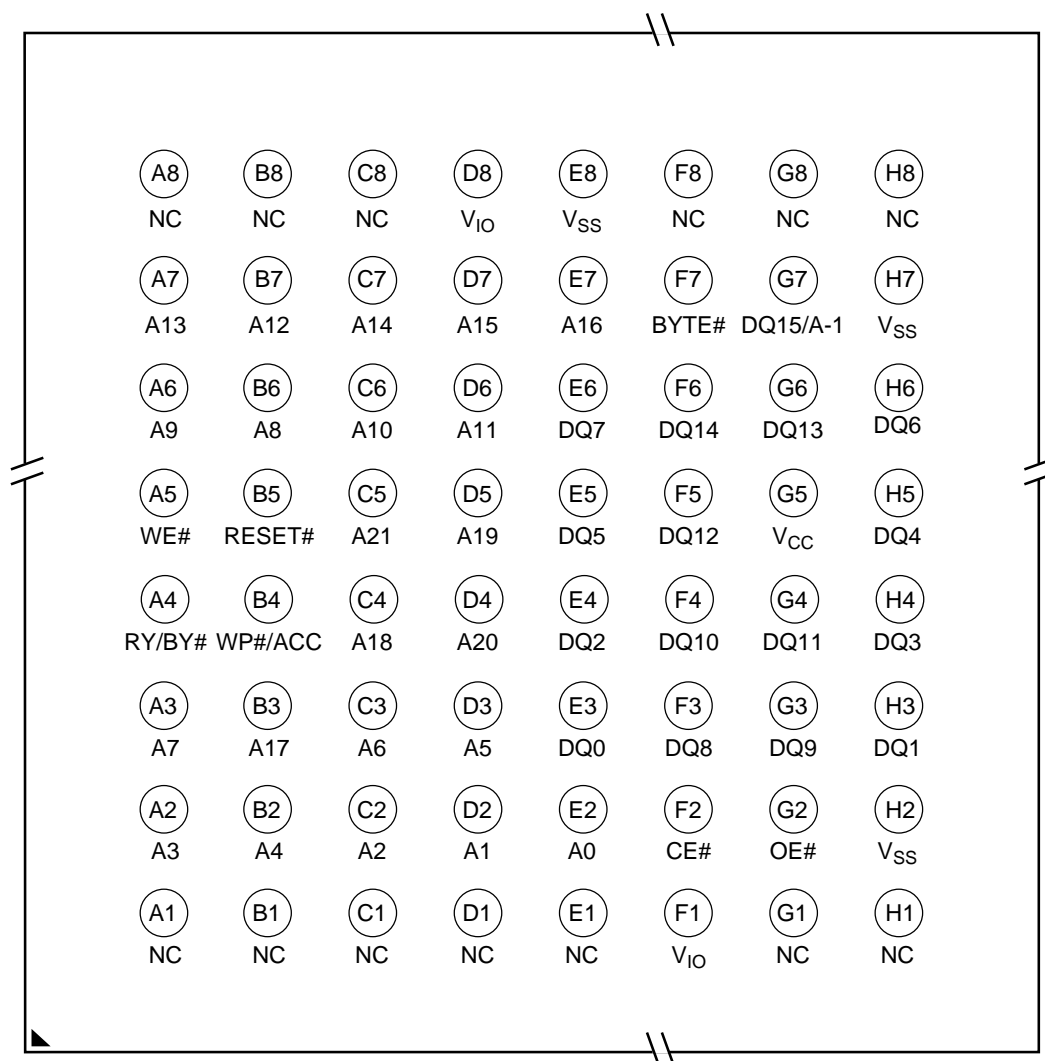 A8 B8 C8 D8 E8 F8 G8 H8
NC NC NC VIO VSS NC NC NC
A7 B7 C7 D7 E7 F7 G7 H7
A13 A12 A14 A15 A16 BYTE# DQ15/A-1 VSS
A6 B6 C6 D6 E6 F6 G6 H6
A9 A8 A10 A11 DQ7 DQ14 DQ13 DQ6
A5 B5 C5 D5 E5 F5 G5 H5
WE# RESET# A21 A19 DQ5 DQ12 VCC DQ4
A4 B4 C4 D4 E4 F4 G4 H4
RY/BY# WP#/ACC A18 A20 DQ2 DQ10 DQ11 DQ3
A3 B3 C3 D3 E3 F3 G3 H3
A7 A17 A6 A5 DQ0 DQ8 DQ9 DQ1
A2 B2 C2 D2 E2 F2 G2 H2
A3 A4 A2 A1 A0 CE# OE# VSS
A1 B1 C1 D1 E1 F1 G1 H1
NC NC NC NC NC VIO NC NC